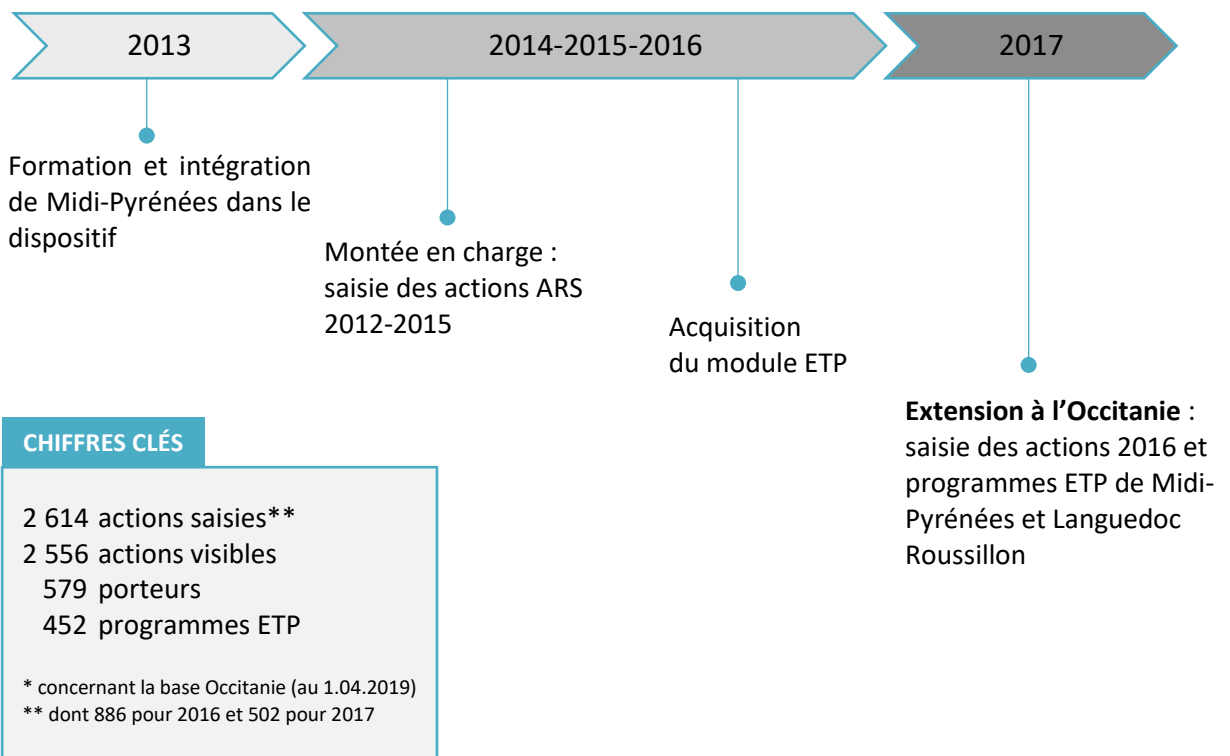 2013
2014-2015-2016
2017
Formation et intégration
de Midi-Pyrénées dans le
dispositif
Montée en charge :
saisie des actions ARS
2012-2015
Acquisition
du module ETP
Extension à l’Occitanie :
saisie des actions 2016 et
programmes ETP de Midi-
Pyrénées et Languedoc
Roussillon
CHIFFRES CLÉS
2 614 actions saisies**
2 556 actions visibles
579 porteurs
452 programmes ETP
* concernant la base Occitanie (au 1.04.2019)
** dont 886 pour 2016 et 502 pour 2017